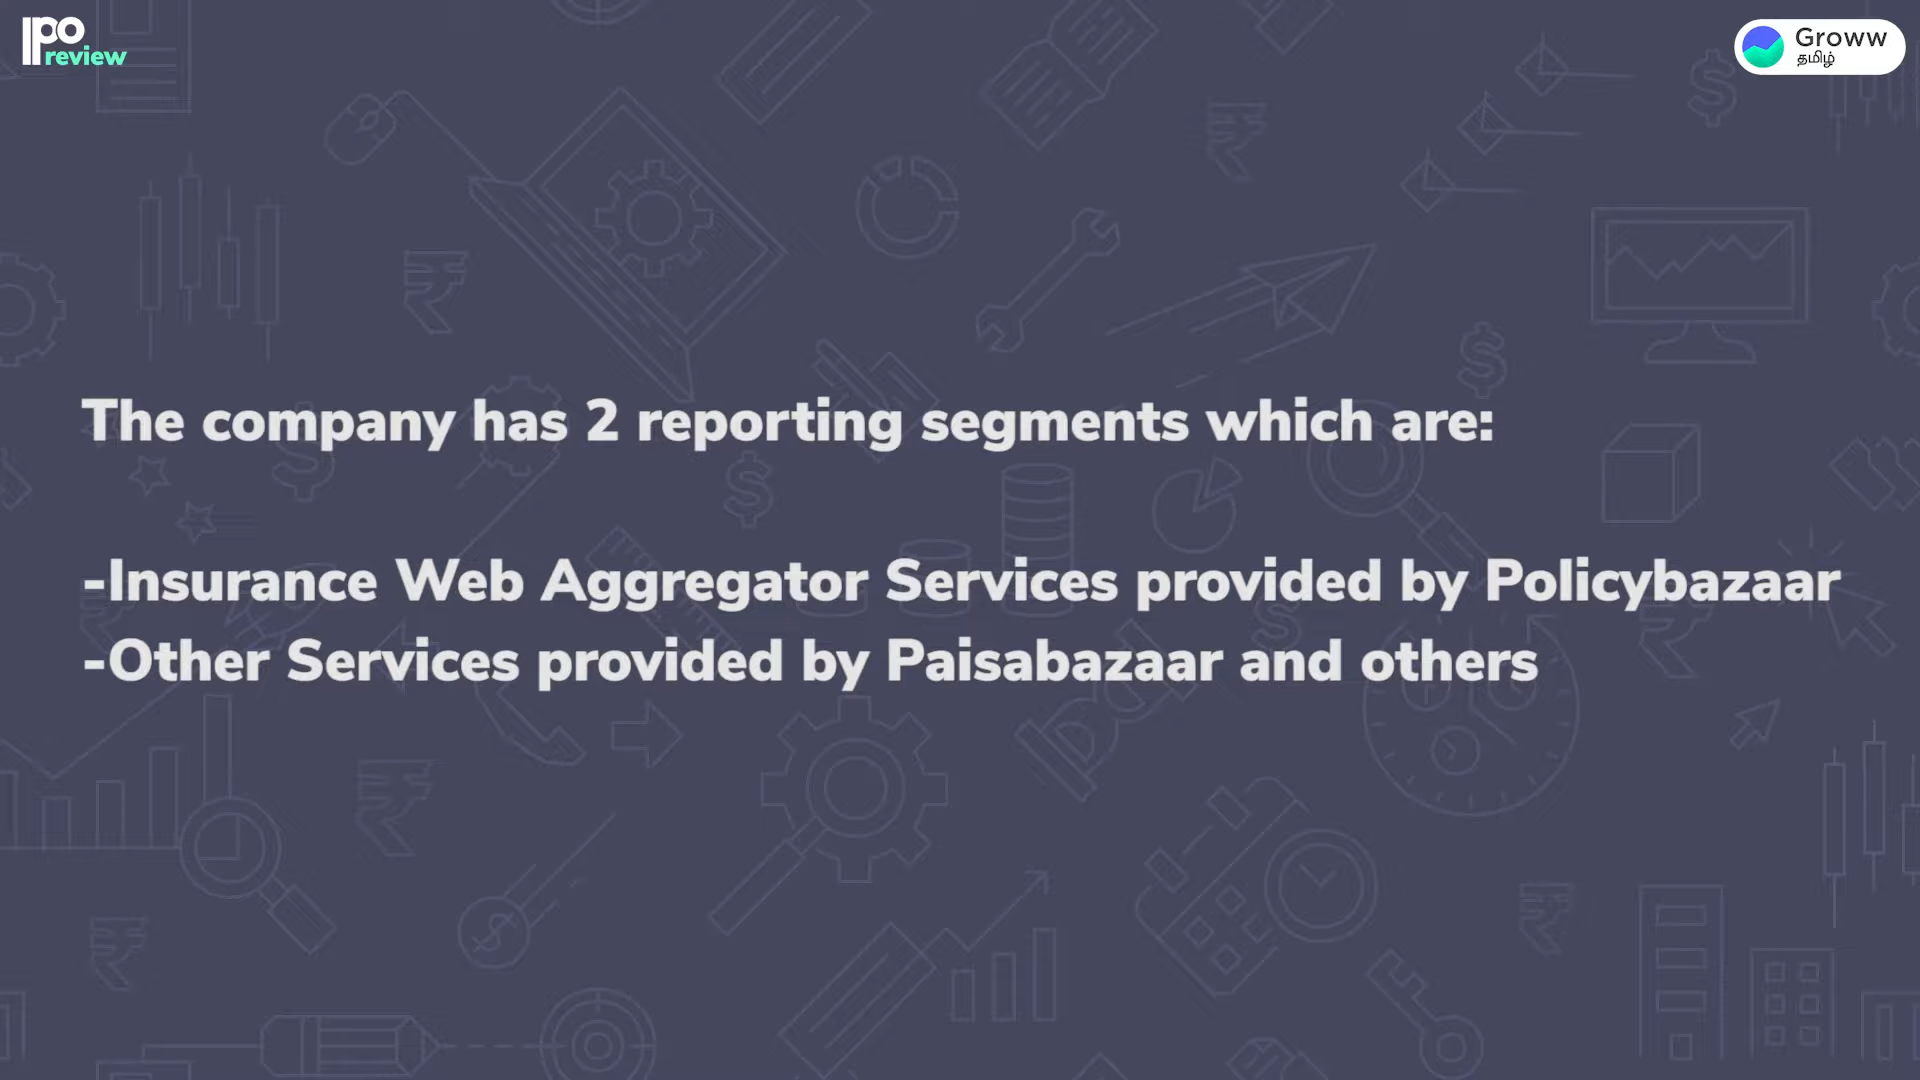 IPO
review
Groww
தமிழ்
The company has 2 reporting segments which are:
-Insurance Web Aggregator Services provided by Policybazaar
-Other Services provided by Paisabazaar and others